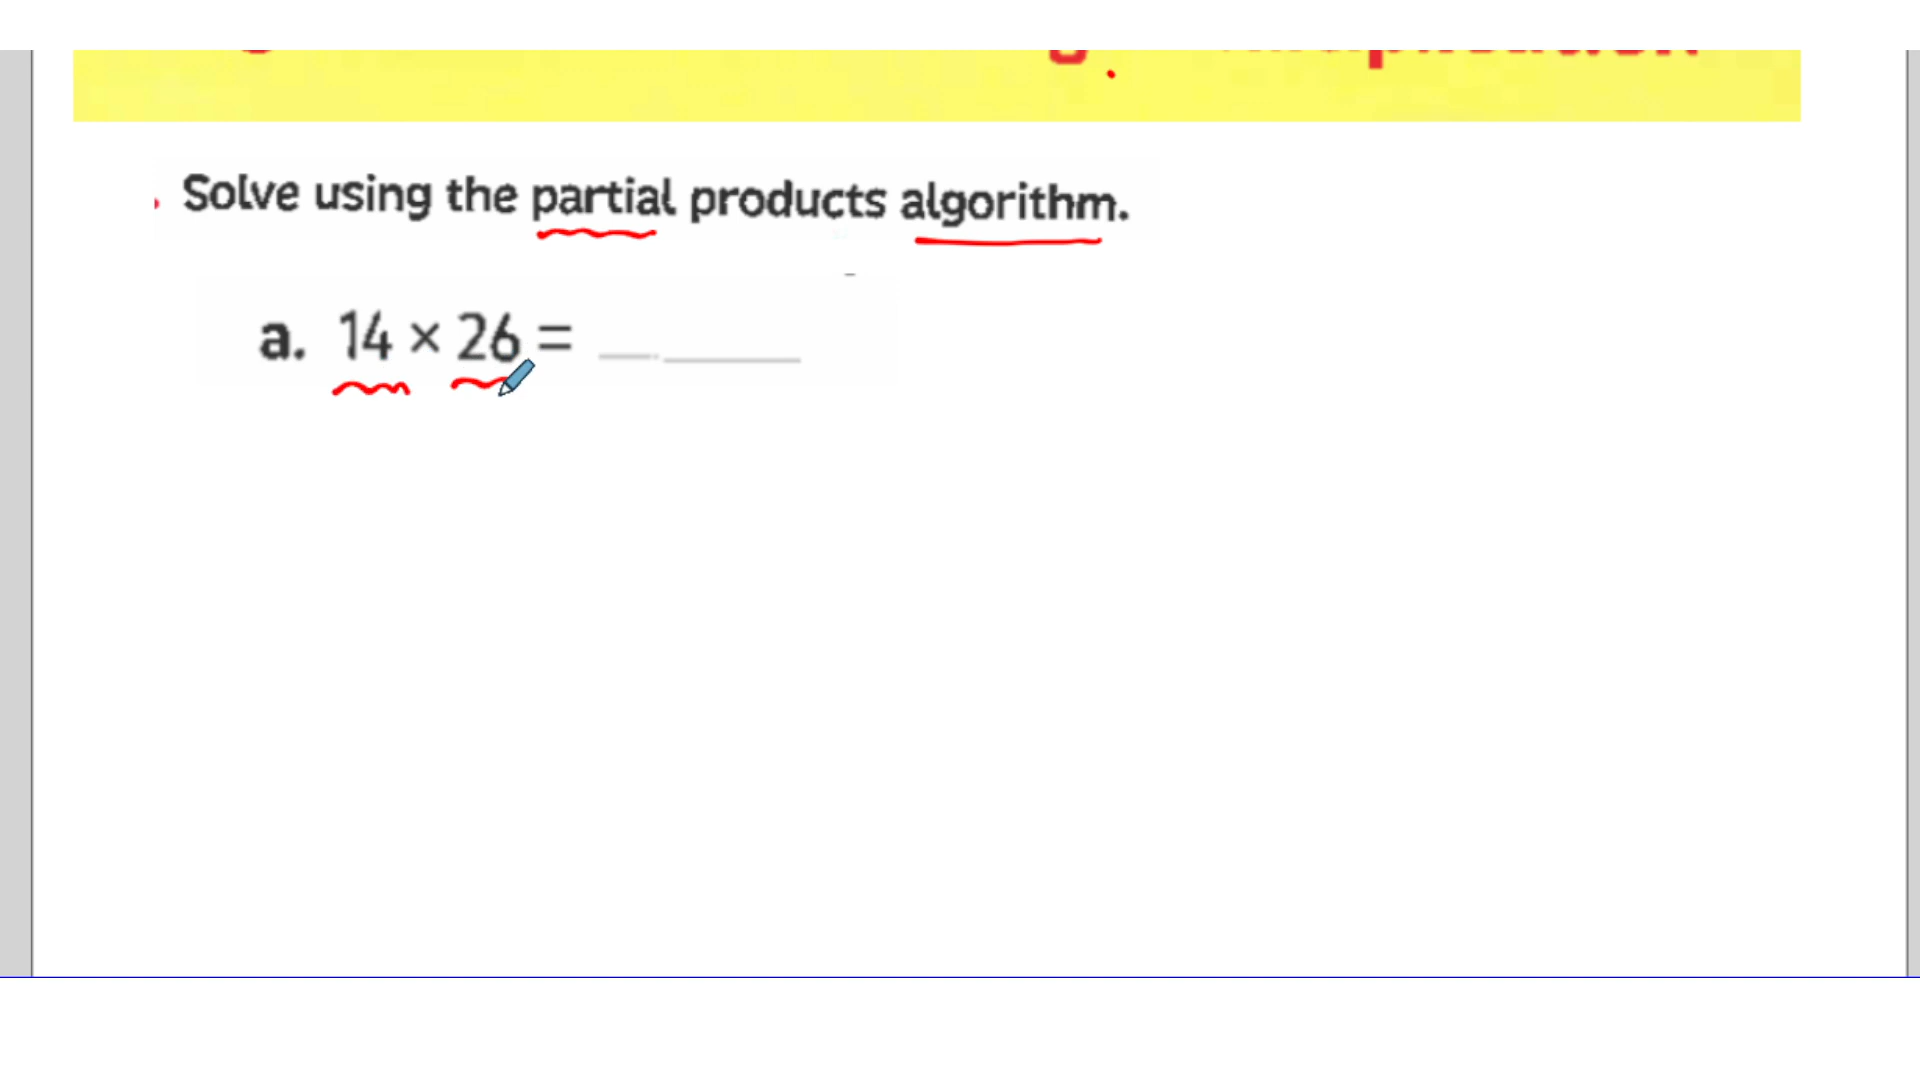 Solve using the partial products algorithm.
a. 14 × 26 =